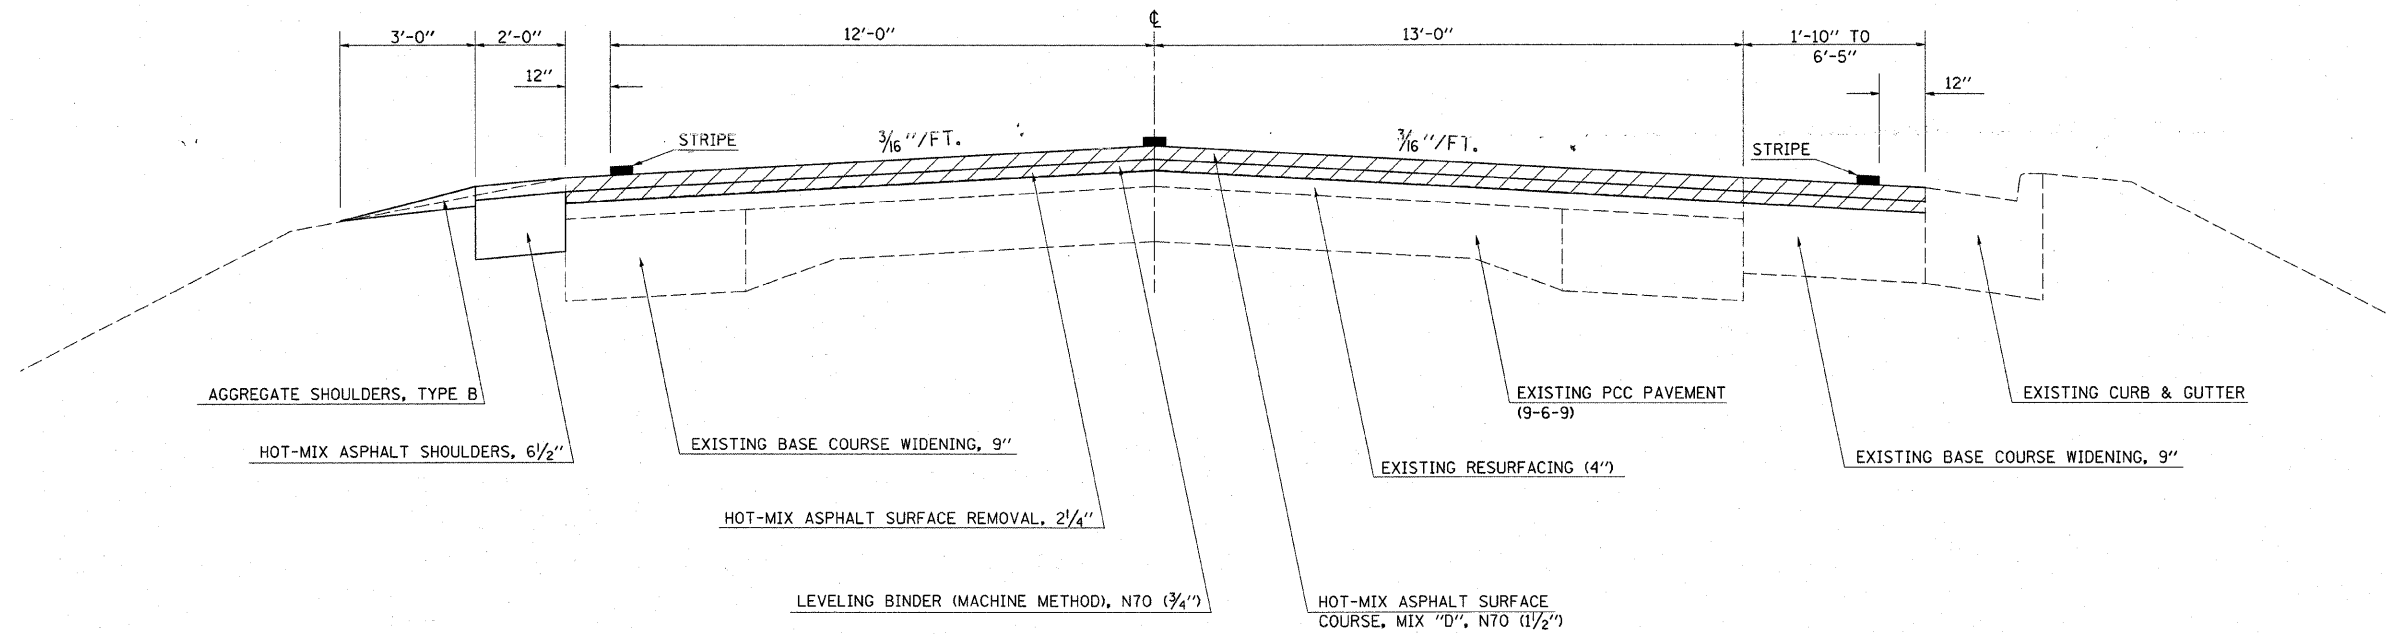 ℄
3'-0" 2'-0" 12'-0" 13'-0" 1'-10" TO
6'-5"
12" 12"
STRIPE 3/16"/FT. 3/16"/FT. STRIPE
AGGREGATE SHOULDERS, TYPE B
EXISTING PCC PAVEMENT
(9-6-9)
EXISTING CURB & GUTTER
HOT-MIX ASPHALT SHOULDERS, 6 1/2"
EXISTING BASE COURSE WIDENING, 9"
EXISTING RESURFACING (4")
EXISTING BASE COURSE WIDENING, 9"
HOT-MIX ASPHALT SURFACE REMOVAL, 2 1/4"
LEVELING BINDER (MACHINE METHOD), N70 (3/4")
HOT-MIX ASPHALT SURFACE
COURSE, MIX "D", N70 (1 1/2")